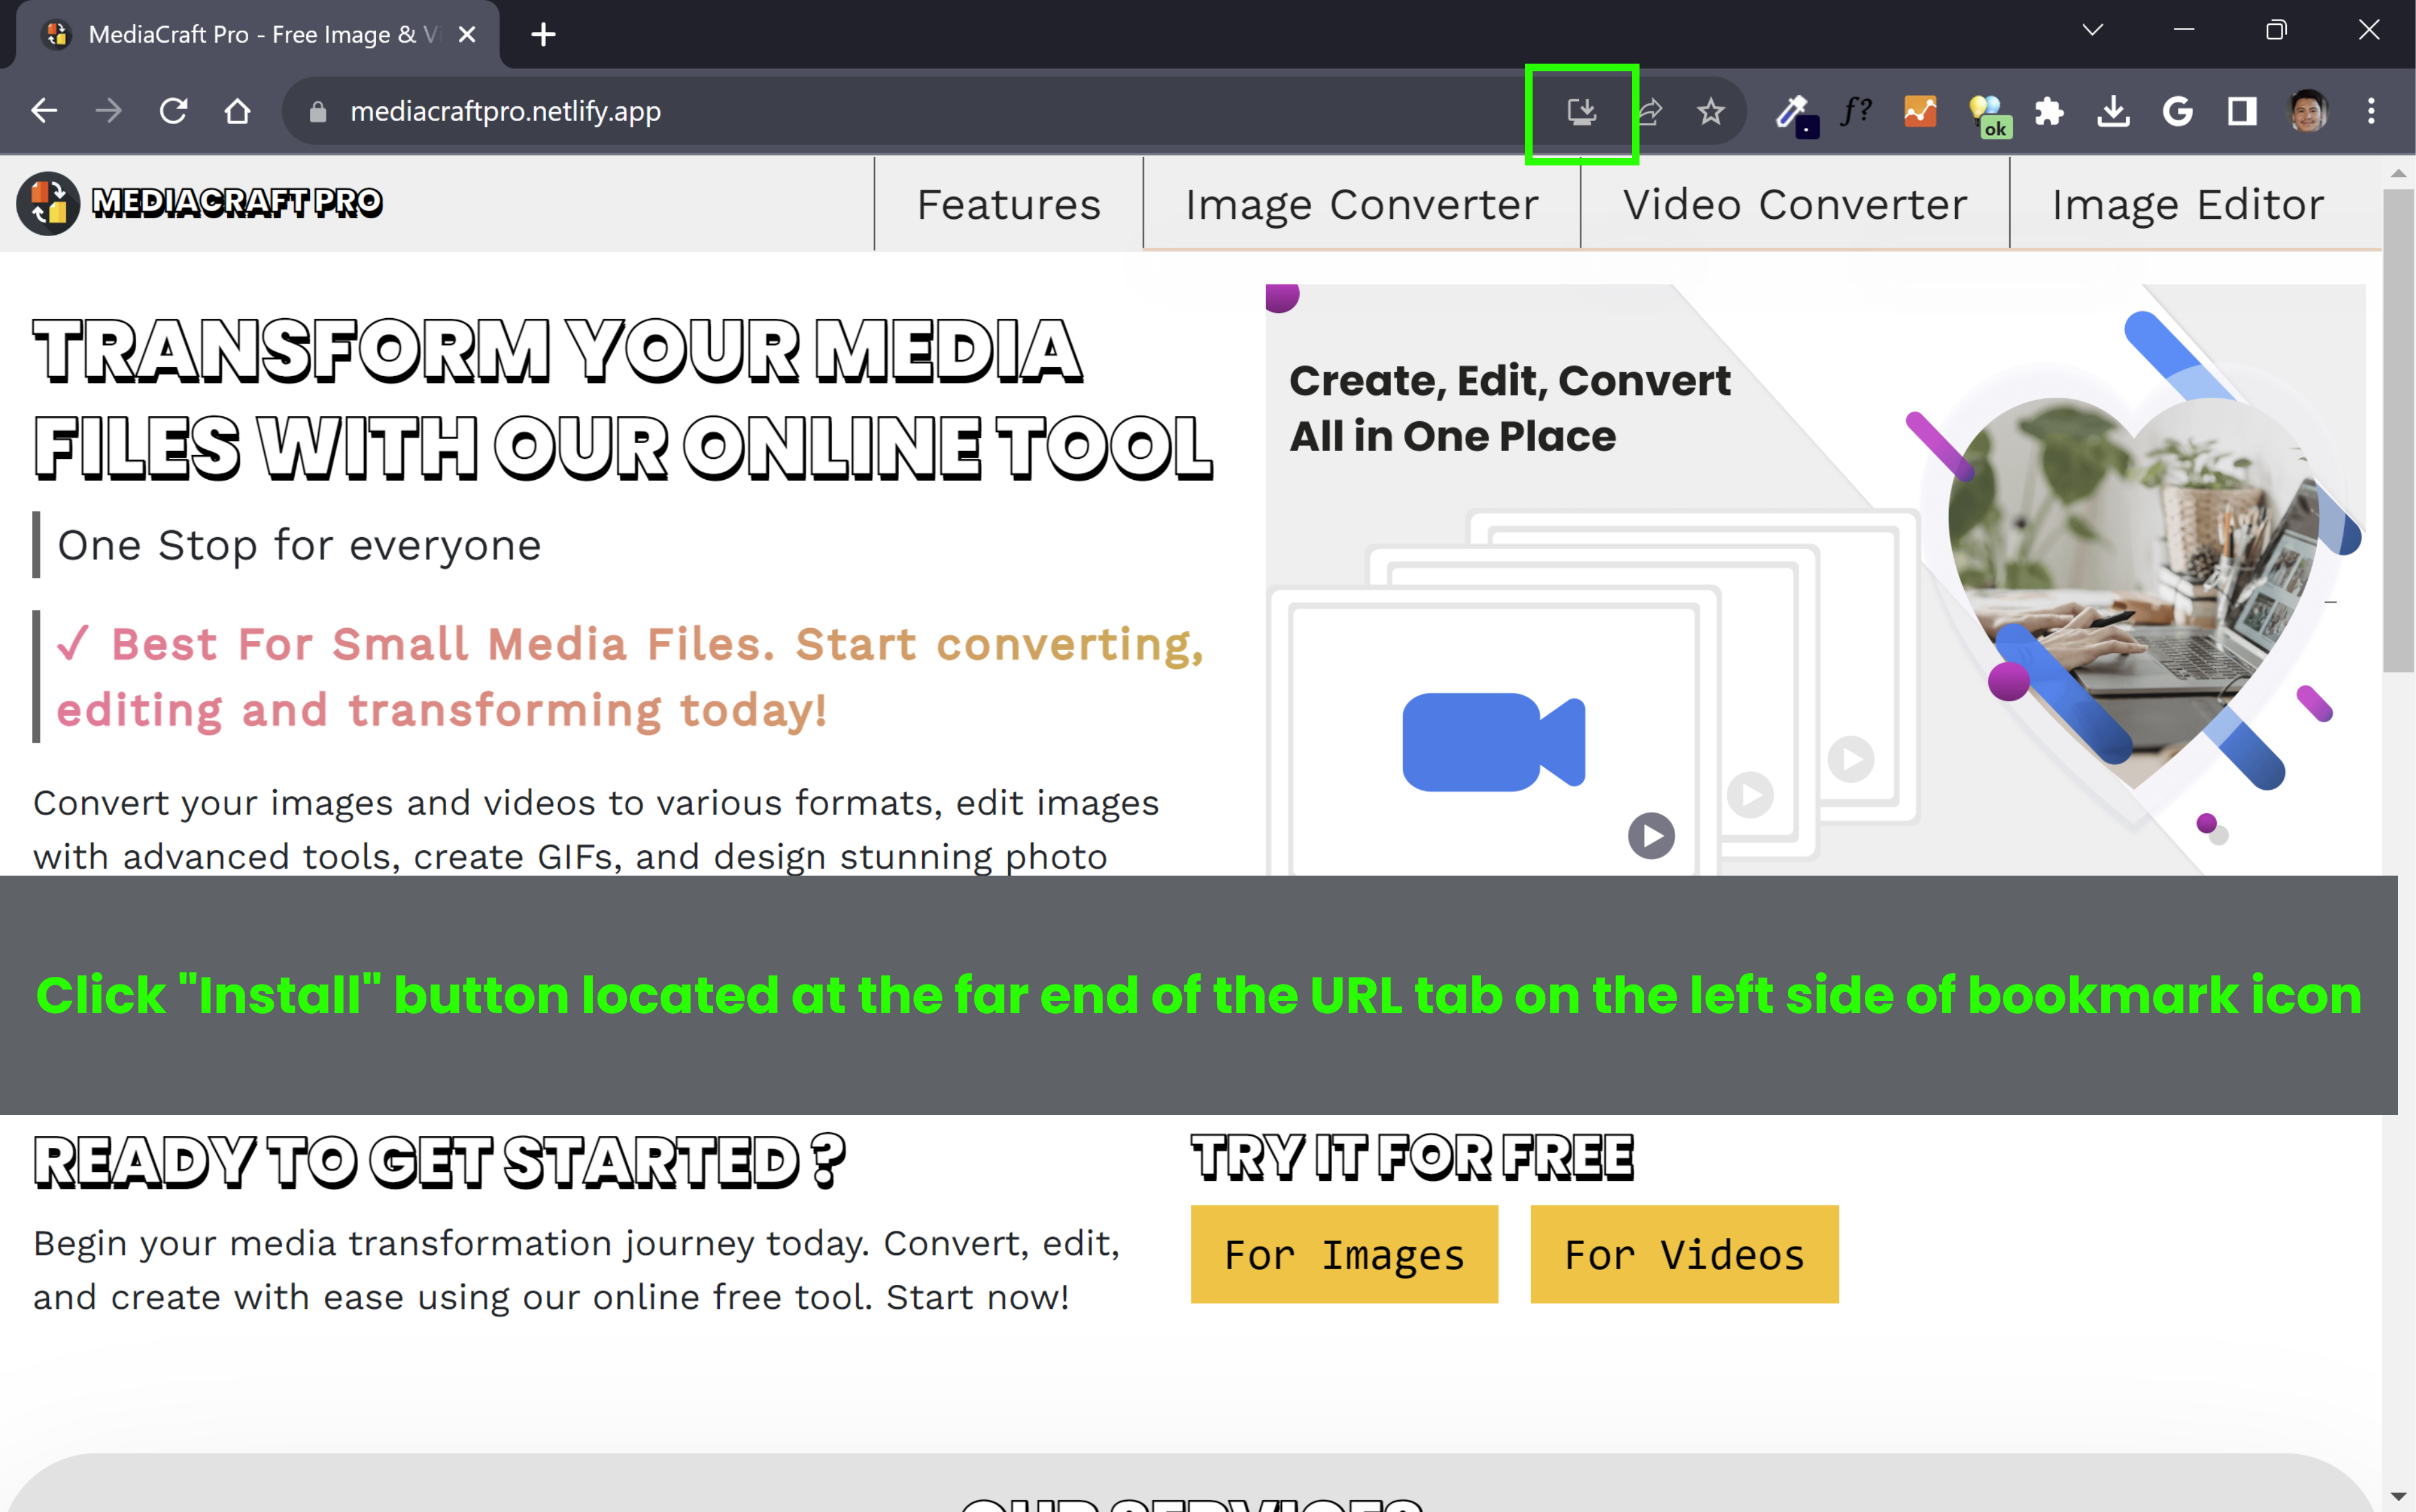 MediaCraft Pro - Free Image & Vi
mediacraftpro.netlify.app
f?
ok
MEDIACRAFT PRO
Features
Image Converter
Video Converter
Image Editor
TRANSFORM YOUR MEDIA
FILES WITH OUR ONLINE TOOL
One Stop for everyone
✓ Best For Small Media Files. Start converting,
editing and transforming today!
Convert your images and videos to various formats, edit images
with advanced tools, create GIFs, and design stunning photo
Create, Edit, Convert
All in One Place
Click "Install" button located at the far end of the URL tab on the left side of bookmark icon
READY TO GET STARTED ?
Begin your media transformation journey today. Convert, edit,
and create with ease using our online free tool. Start now!
TRY IT FOR FREE
For Images
For Videos
OUR SERVICES